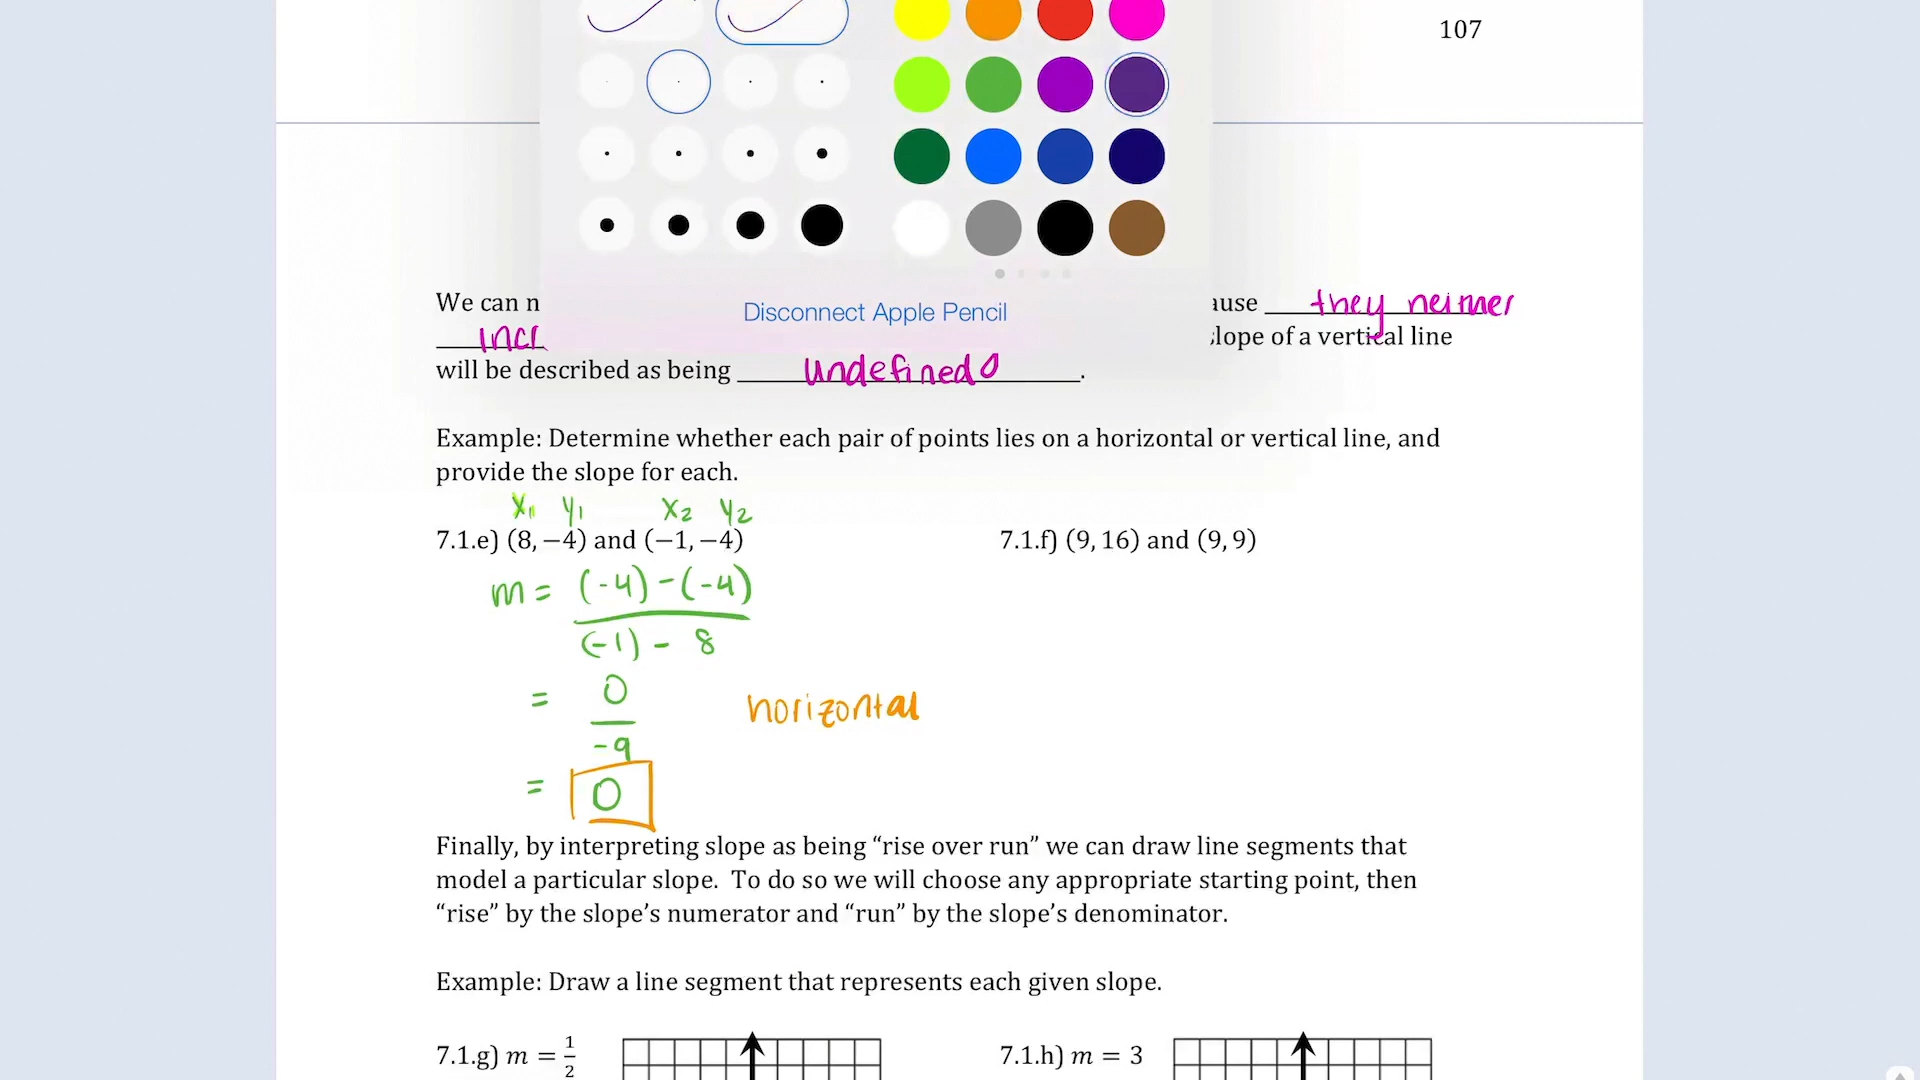 107
Disconnect Apple Pencil
We can n ause they neither
incr slope of a vertical line
will be described as being undefined.
Example: Determine whether each pair of points lies on a horizontal or vertical line, and
provide the slope for each.
x₁ y₁ x₂ y₂
7.1.e) (8, −4) and (−1, −4) 7.1.f) (9, 16) and (9, 9)
m = (-4) - (-4)
(-1) - 8
= 0
-9 horizontal
= 0
Finally, by interpreting slope as being “rise over run” we can draw line segments that
model a particular slope. To do so we will choose any appropriate starting point, then
“rise” by the slope’s numerator and “run” by the slope’s denominator.
Example: Draw a line segment that represents each given slope.
7.1.g) m = 1/2 7.1.h) m = 3